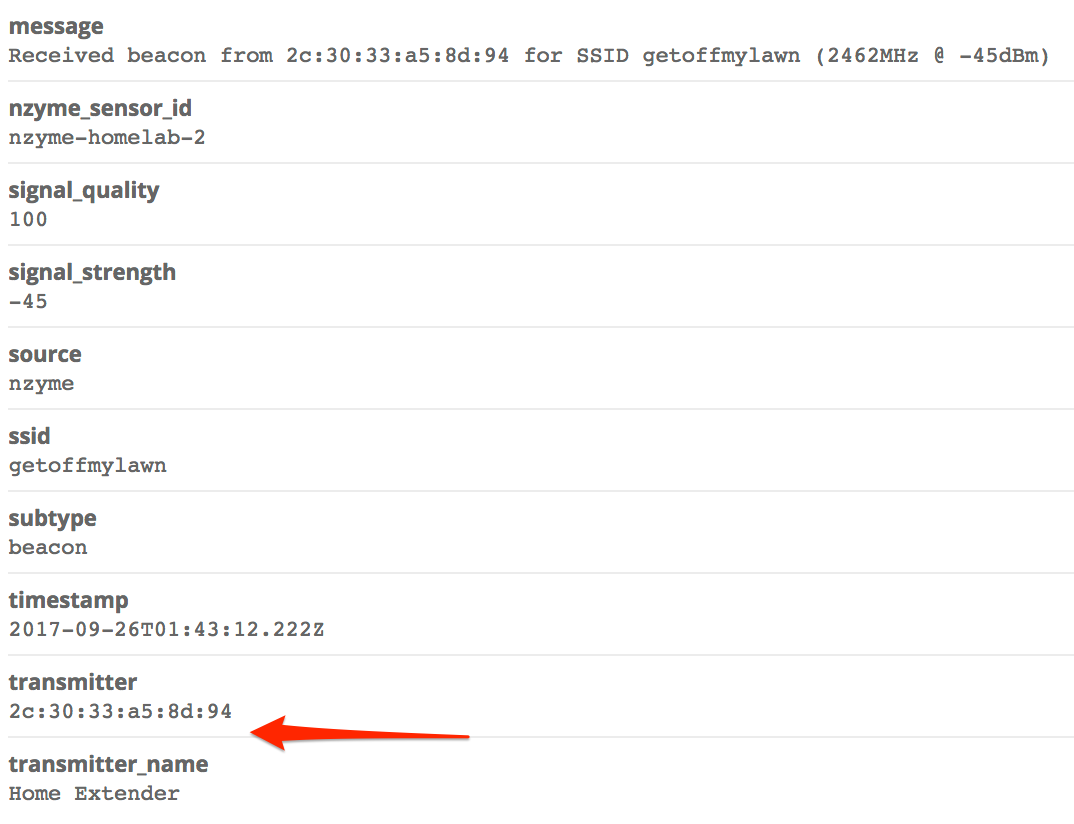 message
Received beacon from 2c:30:33:a5:8d:94 for SSID getoffmylawn (2462MHz @ -45dBm)
nzyme_sensor_id
nzyme-homelab-2
signal_quality
100
signal_strength
-45
source
nzyme
ssid
getoffmylawn
subtype
beacon
timestamp
2017-09-26T01:43:12.222Z
transmitter
2c:30:33:a5:8d:94
transmitter_name
Home Extender